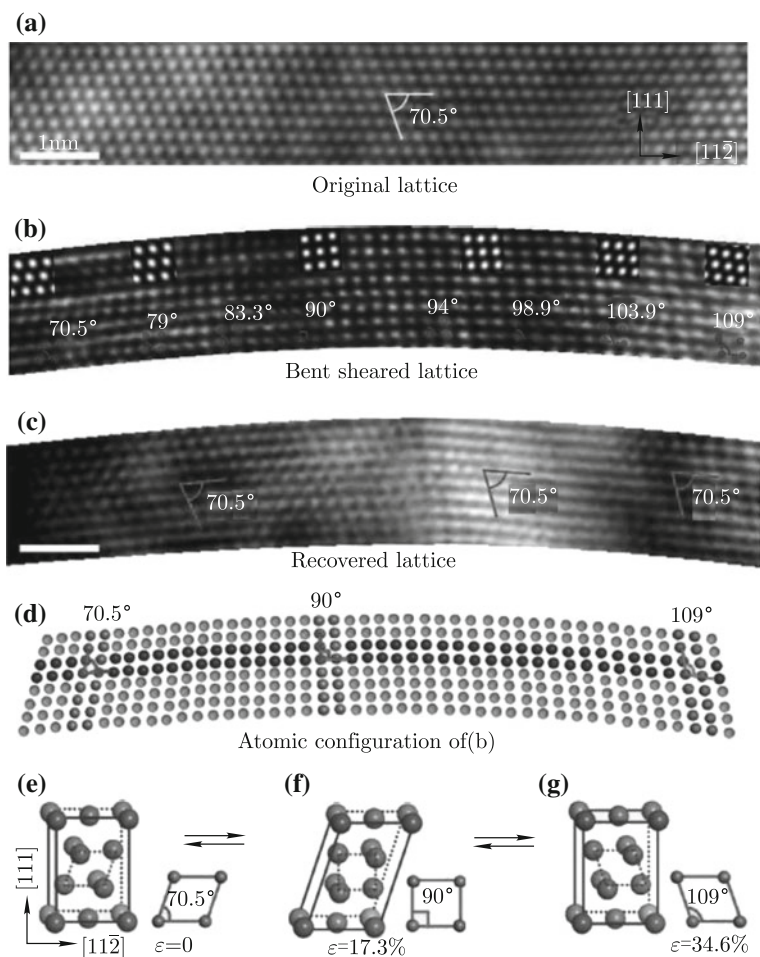 (a)
70.5°
[111]
[112̄]
1nm
Original lattice
(b)
70.5° 79° 83.3° 90° 94° 98.9° 103.9° 109°
Bent sheared lattice
(c)
70.5° 70.5° 70.5°
Recovered lattice
(d)
70.5° 90° 109°
Atomic configuration of(b)
(e) (f) (g)
[111]
70.5° 90° 109°
[112̄] ε=0 ε=17.3% ε=34.6%